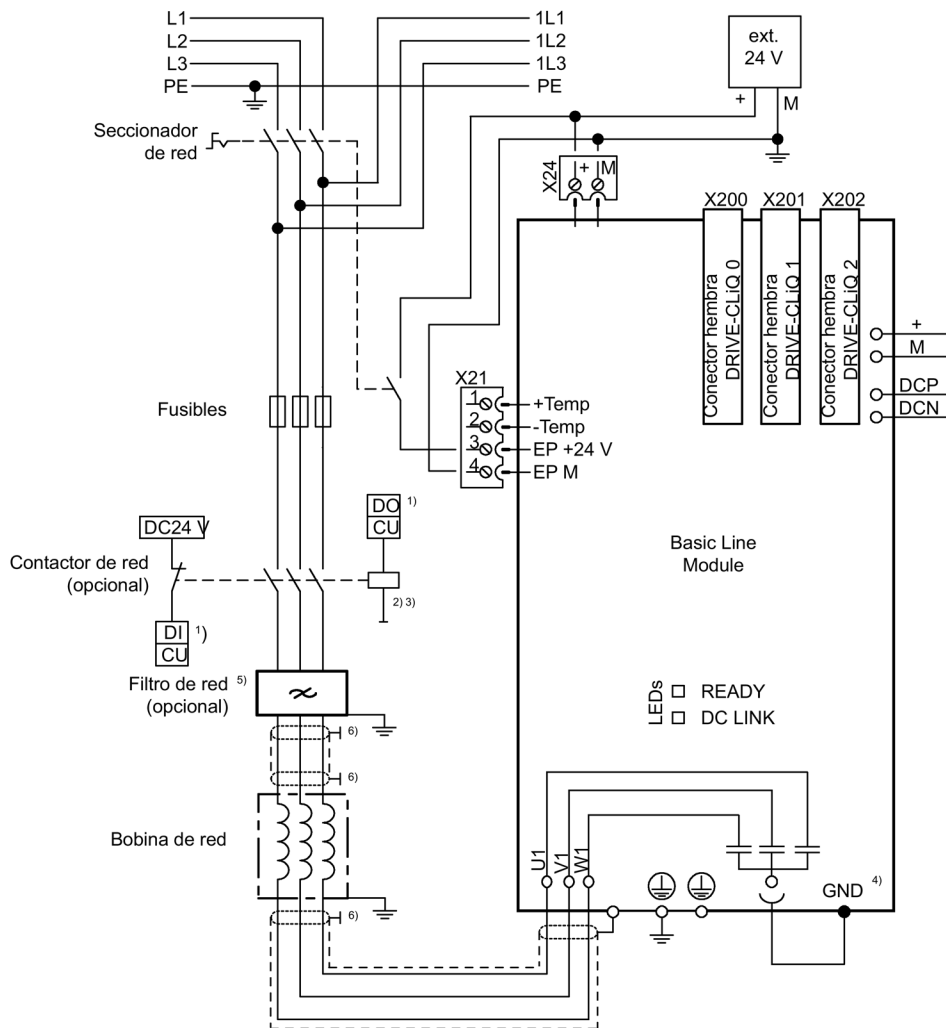 L1
L2
L3
PE
1L1
1L2
1L3
PE
ext.
24 V
+
M
Seccionador
de red
X24
+
M
X200
X201
X202
Conector hembra
DRIVE-CLiQ 0
Conector hembra
DRIVE-CLiQ 1
Conector hembra
DRIVE-CLiQ 2
+
M
DCP
DCN
X21
1
2
3
4
+Temp
-Temp
EP +24 V
EP M
Fusibles
DC24 V
DO
CU
1)
Contactor de red
(opcional)
2) 3)
DI
CU
1)
Basic Line
Module
Filtro de red 5)
(opcional)
LEDs
READY
DC LINK
6)
6)
Bobina de red
U1
V1
W1
GND 4)
6)